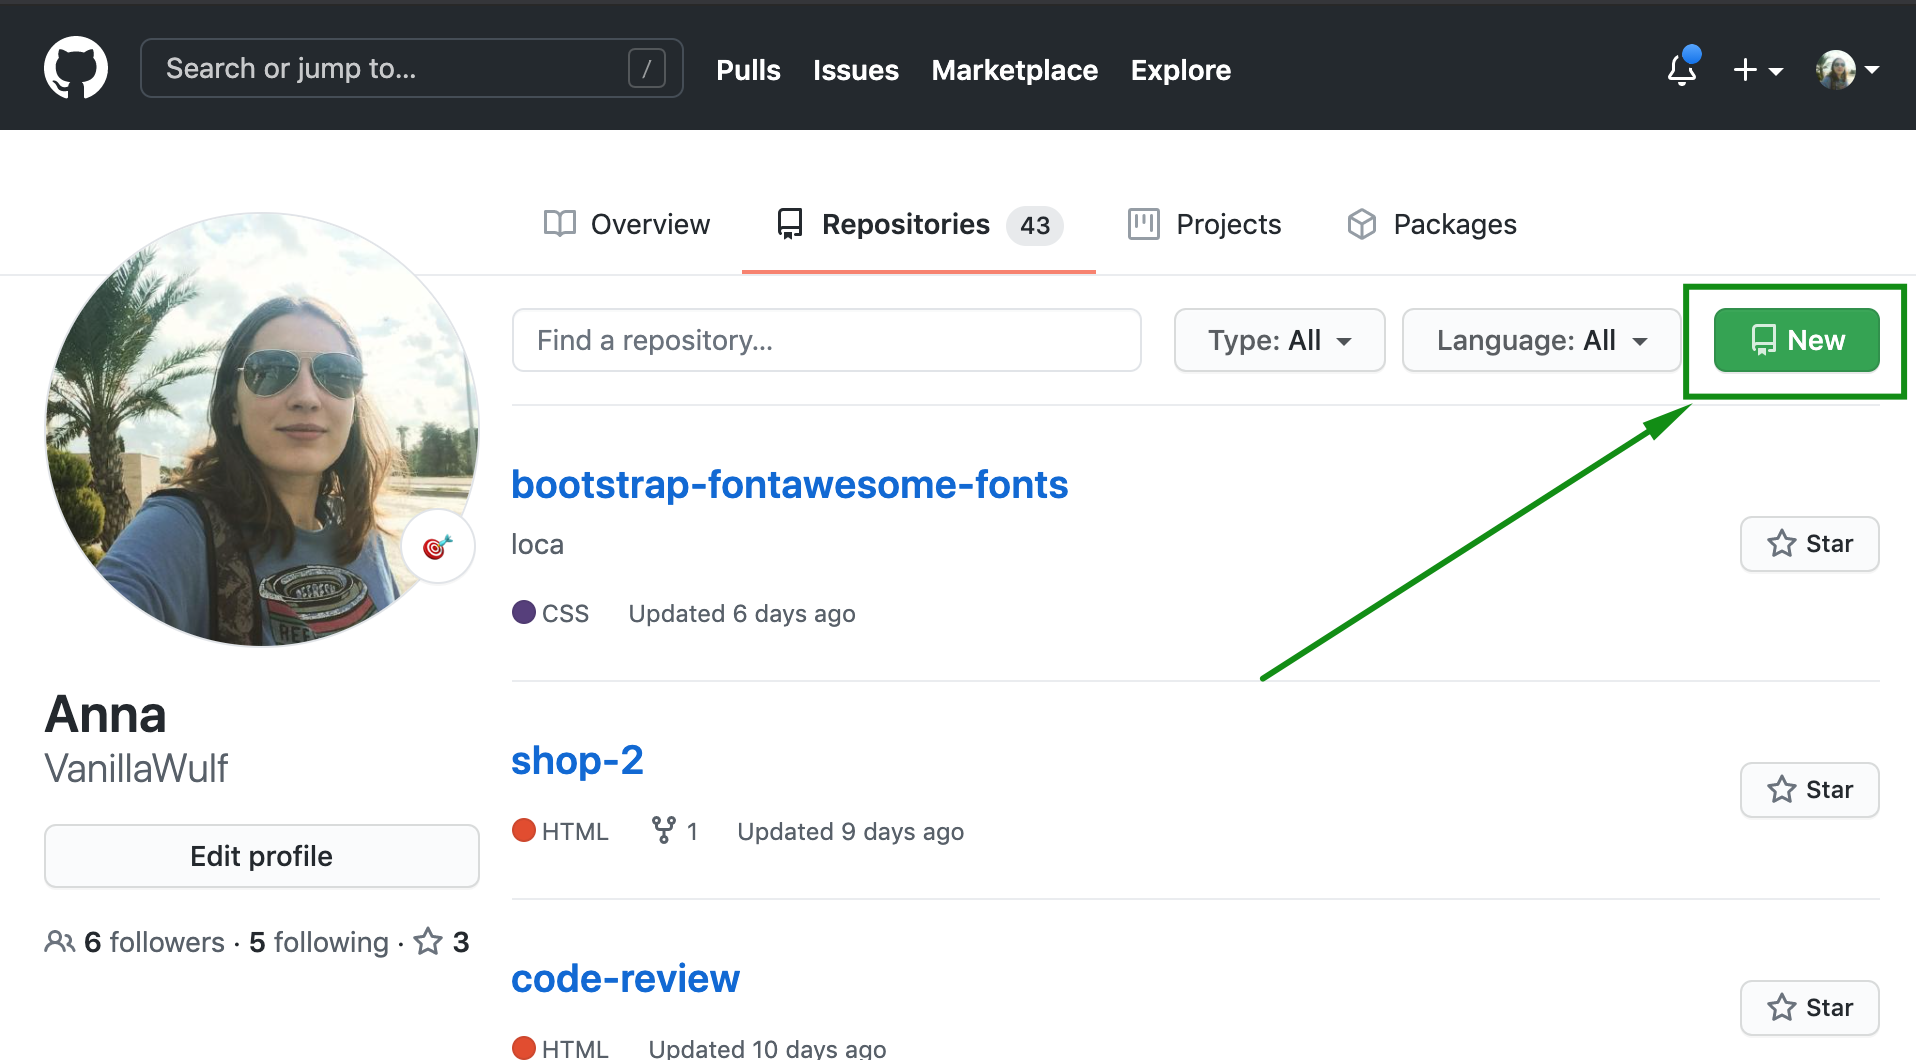 Search or jump to... /
Pulls Issues Marketplace Explore
Overview Repositories 43 Projects Packages
Find a repository... Type: All Language: All New
bootstrap-fontawesome-fonts
loca
Star
CSS Updated 6 days ago
Anna
VanillaWulf
shop-2
Star
HTML 1 Updated 9 days ago
Edit profile
6 followers · 5 following · 3
code-review
Star
HTML Updated 10 days ago